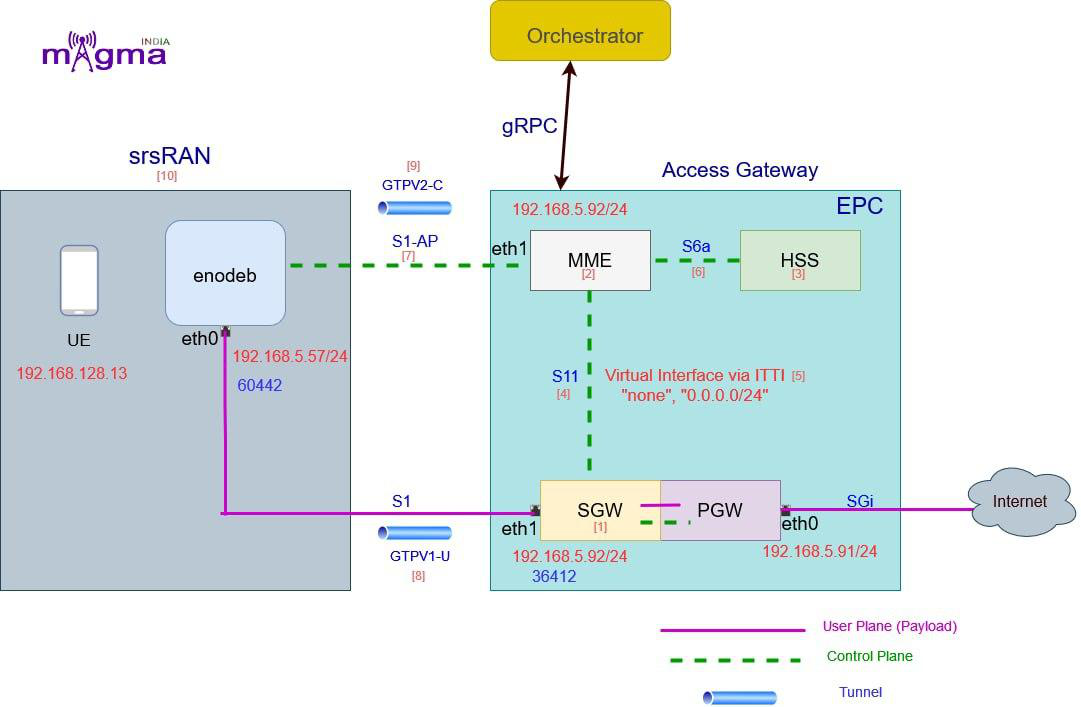 mAgma INDIA
Orchestrator
gRPC
srsRAN
[10]
[9]
GTPV2-C
Access Gateway
192.168.5.92/24
EPC
S1-AP
[7]
eth1
MME
[2]
S6a
[6]
HSS
[3]
enodeb
UE
192.168.128.13
eth0
192.168.5.57/24
60442
S11
[4]
Virtual Interface via ITTI [5]
"none", "0.0.0.0/24"
S1
GTPV1-U
[8]
eth1
SGW
[1]
PGW
eth0
192.168.5.92/24
36412
192.168.5.91/24
SGi
Internet
User Plane (Payload)
Control Plane
Tunnel